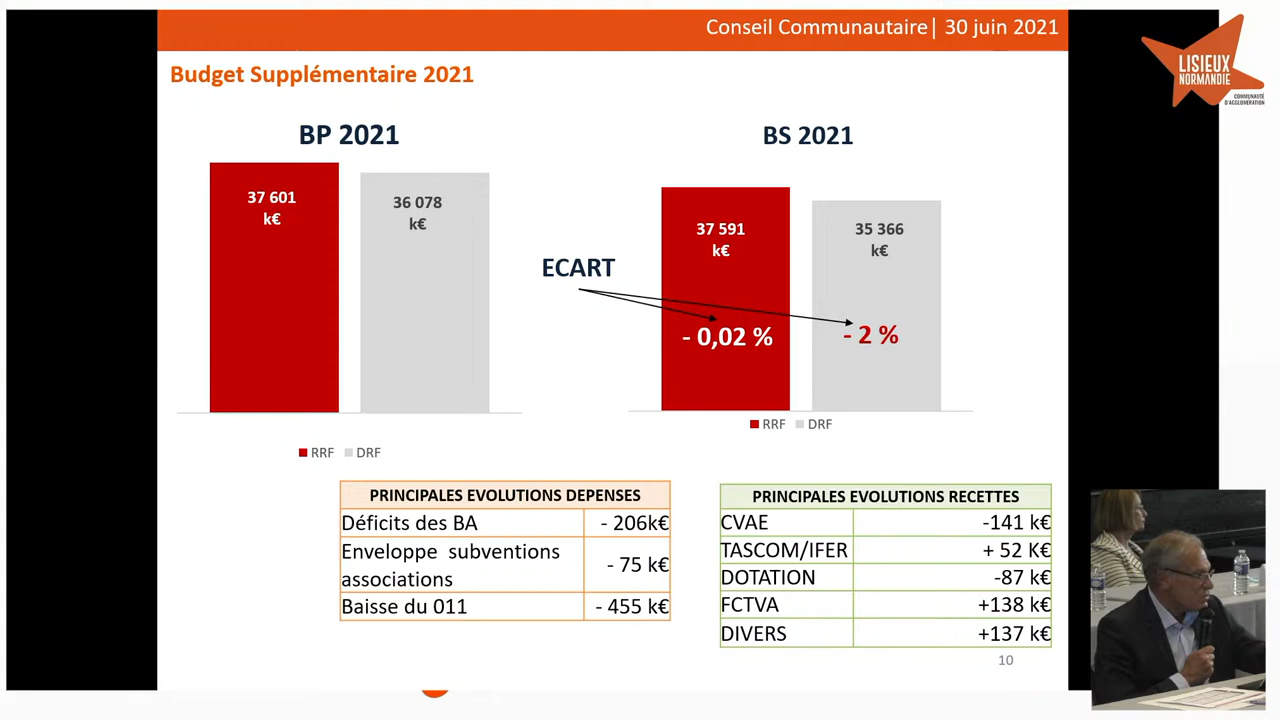 Conseil Communautaire| 30 juin 2021
LISIEUX
NORMANDIE
COMMUNAUTÉ
D'AGGLOMÉRATION
Budget Supplémentaire 2021
BP 2021
37 601
k€
36 078
k€
RRF DRF
ECART
BS 2021
37 591
k€
35 366
k€
- 0,02 %
- 2 %
RRF DRF
PRINCIPALES EVOLUTIONS DEPENSES
Déficits des BA - 206k€
Enveloppe subventions
associations - 75 k€
Baisse du 011 - 455 k€
PRINCIPALES EVOLUTIONS RECETTES
CVAE -141 k€
TASCOM/IFER + 52 K€
DOTATION -87 k€
FCTVA +138 k€
DIVERS +137 k€
10